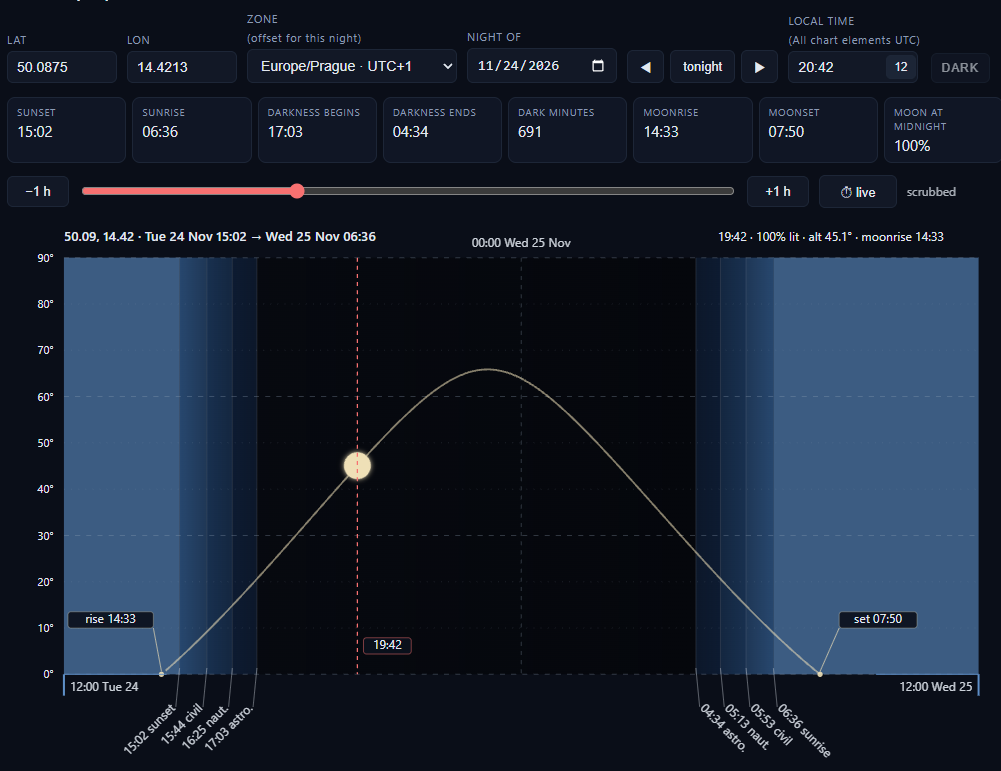 LAT
LON
ZONE
(offset for this night)
NIGHT OF
LOCAL TIME
(All chart elements UTC)
50.0875
14.4213
Europe/Prague · UTC+1
11/24/2026
◀
tonight
▶
20:42
12
DARK
SUNSET
15:02
SUNRISE
06:36
DARKNESS BEGINS
17:03
DARKNESS ENDS
04:34
DARK MINUTES
691
MOONRISE
14:33
MOONSET
07:50
MOON AT
MIDNIGHT
100%
−1 h
+1 h
⏱ live
scrubbed
50.09, 14.42 · Tue 24 Nov 15:02 → Wed 25 Nov 06:36
00:00 Wed 25 Nov
19:42 · 100% lit · alt 45.1° · moonrise 14:33
90°
80°
70°
60°
50°
40°
30°
20°
10°
0°
rise 14:33
19:42
set 07:50
12:00 Tue 24
12:00 Wed 25
15:02 sunset
15:44 civil
16:25 naut.
17:03 astro.
04:34 astro.
05:13 naut.
05:53 civil
06:36 sunrise